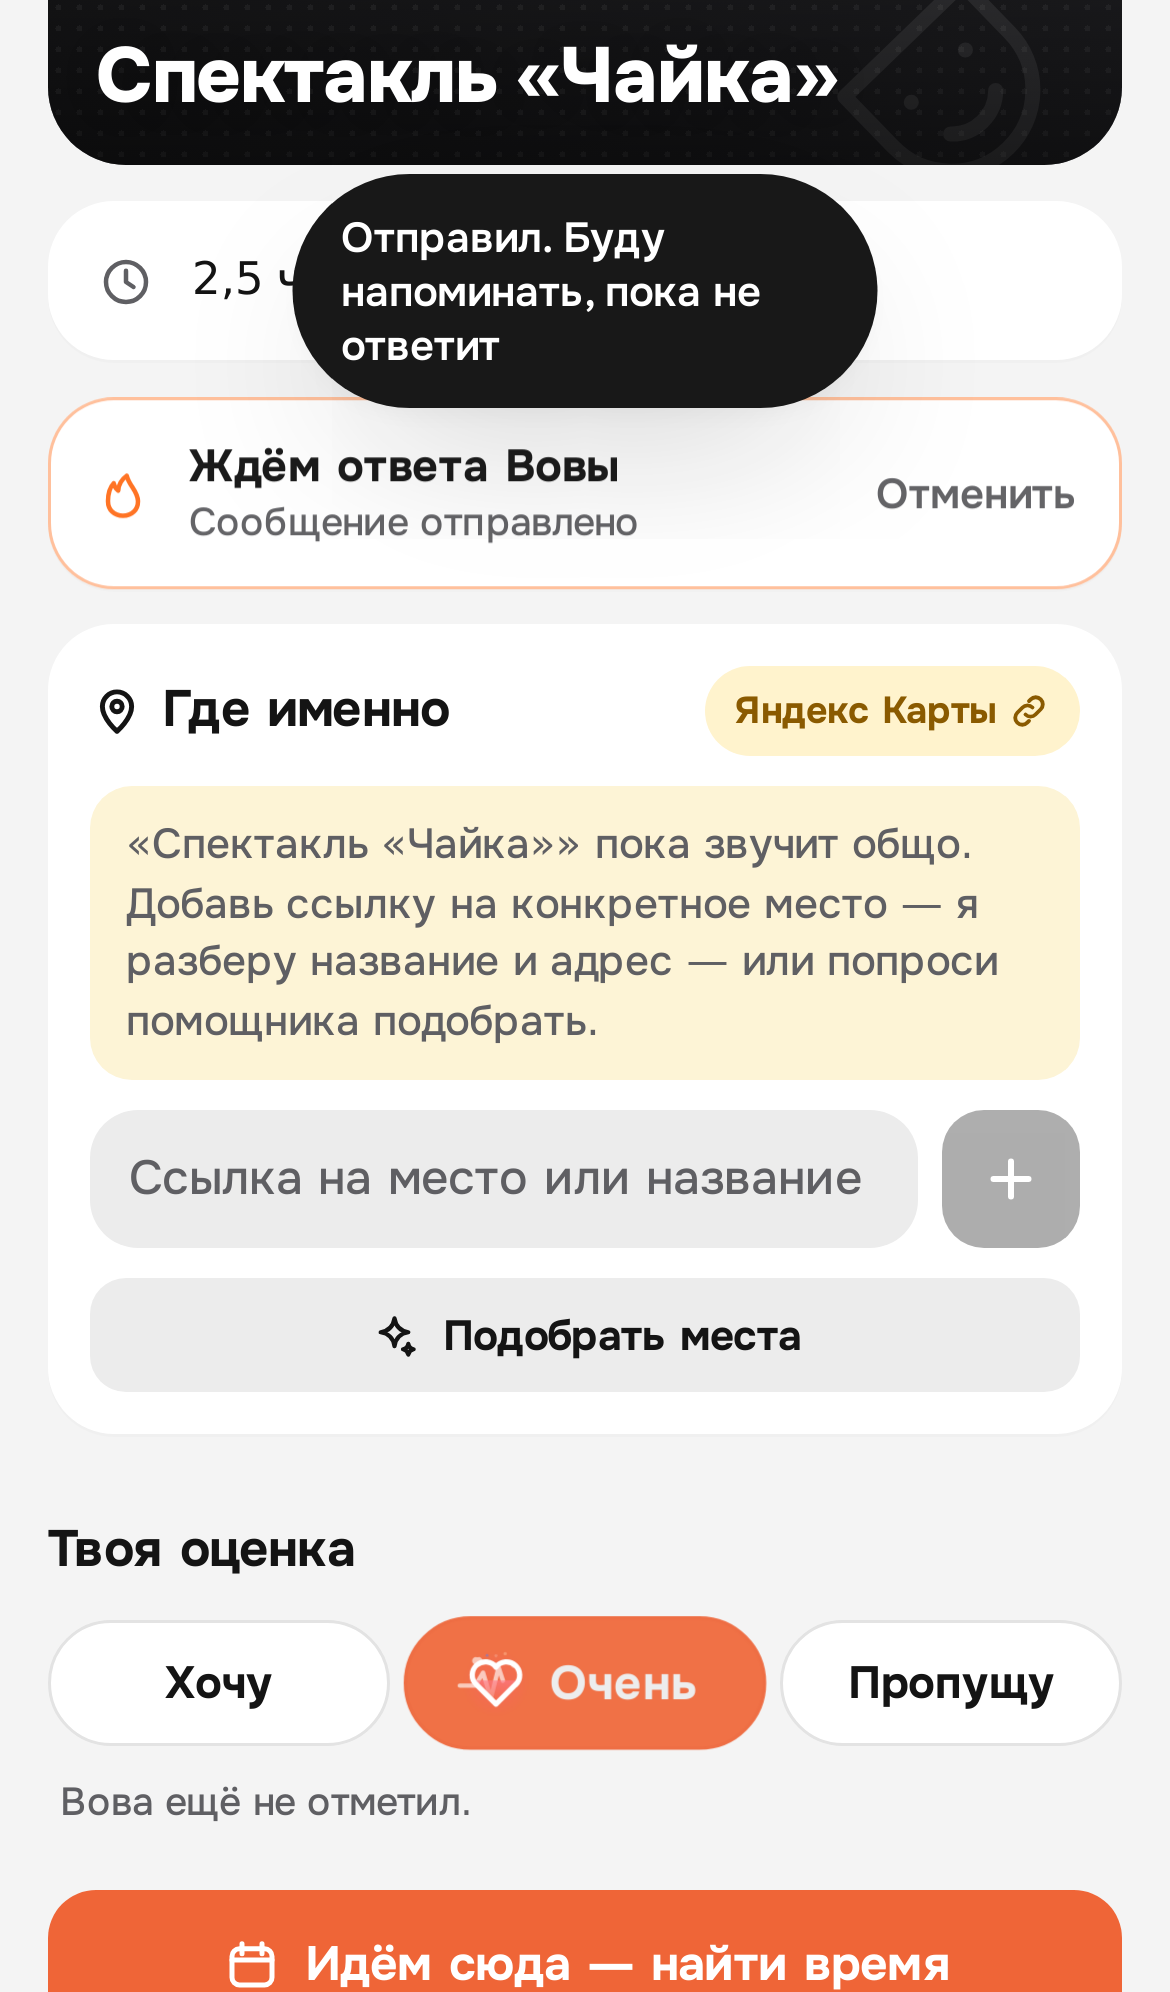 Спектакль «Чайка»
Отправил. Буду
напоминать, пока не
ответит
2,5
Ждём ответа Вовы
Сообщение отправлено
Отменить
Где именно
Яндекс Карты
«Спектакль «Чайка»» пока звучит общо.
Добавь ссылку на конкретное место — я
разберу название и адрес — или попроси
помощника подобрать.
Ссылка на место или название
Подобрать места
Твоя оценка
Хочу
Очень
Пропущу
Вова ещё не отметил.
Идём сюда — найти время